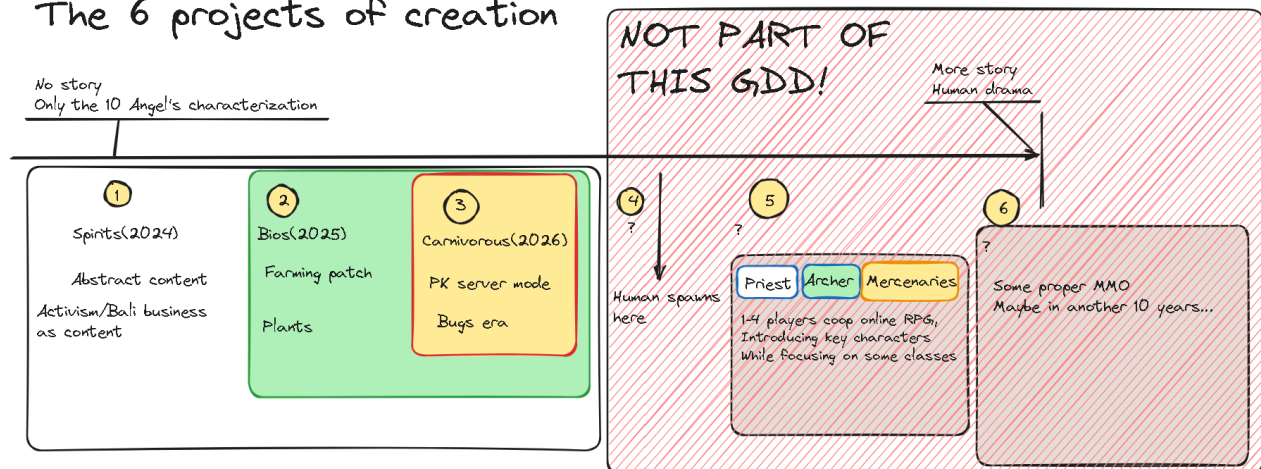 The 6 projects of creation
NOT PART OF
THIS GDD!
No story
Only the 10 Angel's characterization
More story
Human drama
1
Spirits(2024)
Abstract content
Activism/Bali business
as content
2
Bios(2025)
Farming patch
Plants
3
Carnivorous(2026)
PK server mode
Bugs era
4
?
Human spawns
here
5
?
Priest
Archer
Mercenaries
1-4 players coop online RPG,
Introducing key characters
While focusing on some classes
6
?
Some proper MMO
Maybe in another 10 years...